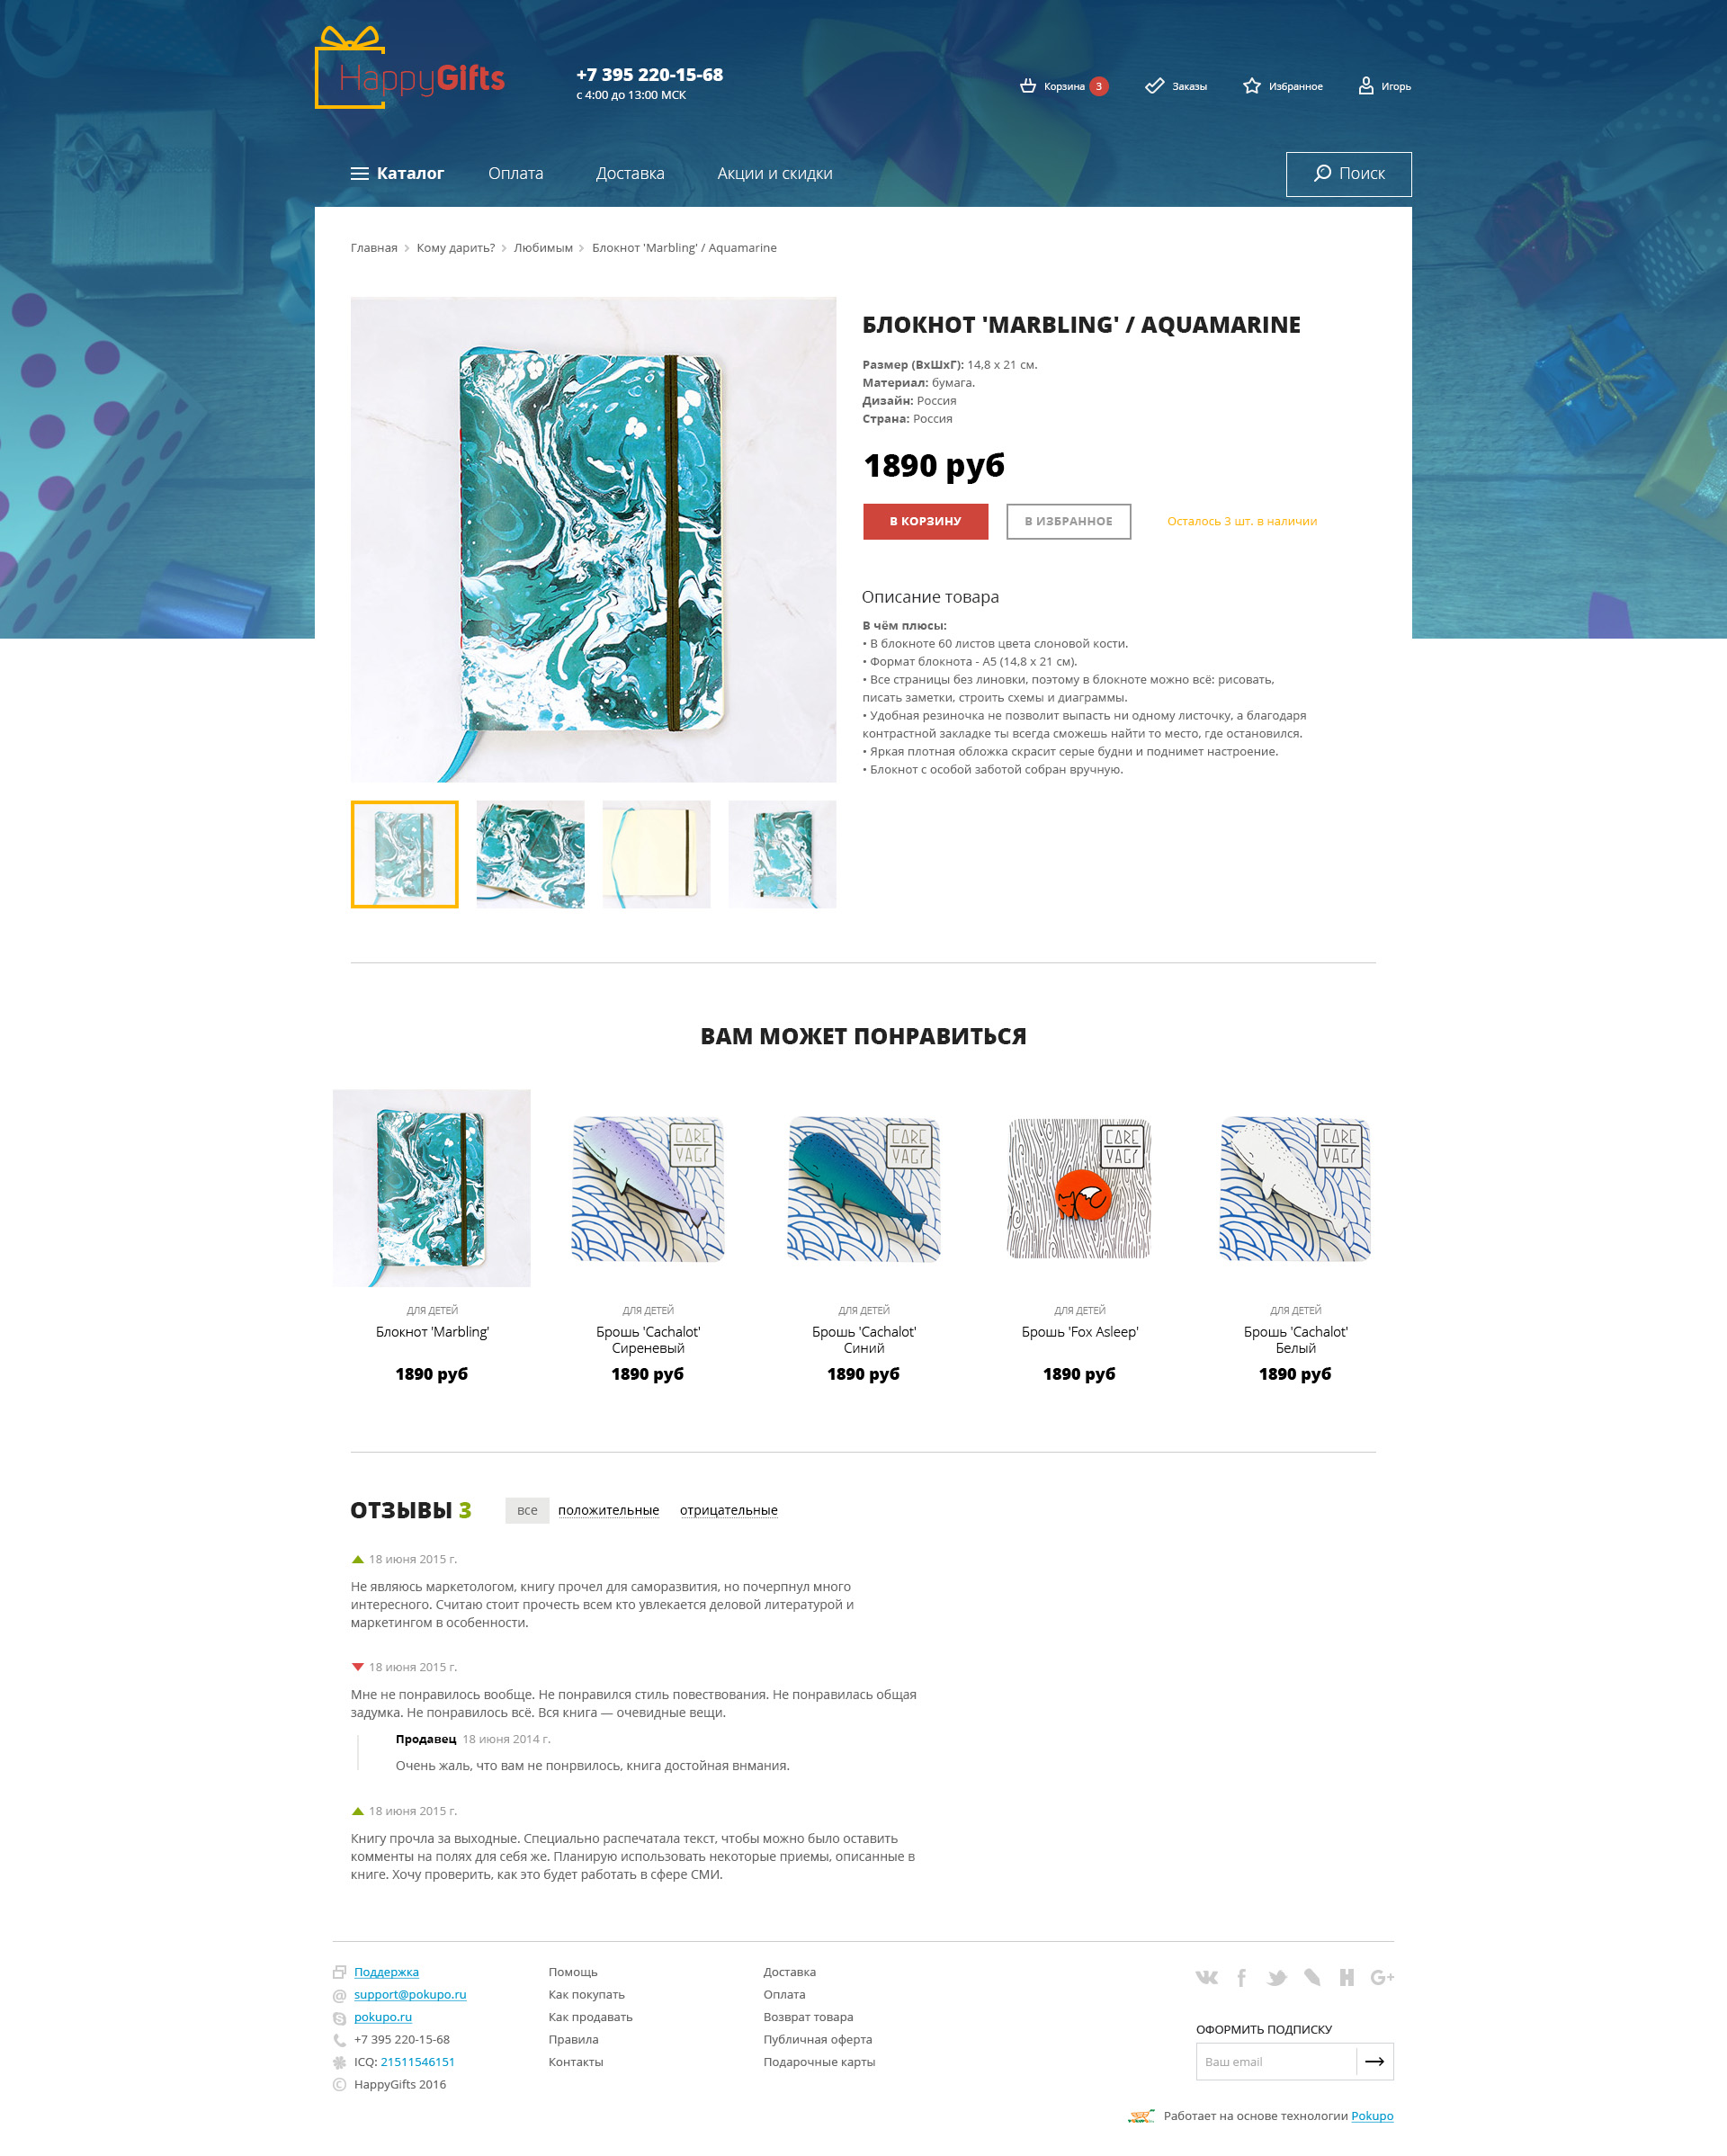 HappyGifts
+7 395 220-15-68
с 4:00 до 13:00 МСК
Корзина 3
Заказы
Избранное
Игорь
Каталог
Оплата
Доставка
Акции и скидки
Поиск
Главная > Кому дарить? > Любимым > Блокнот 'Marbling' / Aquamarine
БЛОКНОТ 'MARBLING' / AQUAMARINE
Размер (ВхШхГ): 14,8 х 21 см.
Материал: бумага.
Дизайн: Россия
Страна: Россия
1890 руб
В КОРЗИНУ
В ИЗБРАННОЕ
Осталось 3 шт. в наличии
Описание товара
В чём плюсы:
• В блокноте 60 листов цвета слоновой кости.
• Формат блокнота - А5 (14,8 х 21 см).
• Все страницы без линовки, поэтому в блокноте можно всё: рисовать,
писать заметки, строить схемы и диаграммы.
• Удобная резиночка не позволит выпасть ни одному листочку, а благодаря
контрастной закладке ты всегда сможешь найти то место, где остановился.
• Яркая плотная обложка скрасит серые будни и поднимет настроение.
• Блокнот с особой заботой собран вручную.
ВАМ МОЖЕТ ПОНРАВИТЬСЯ
CARE
VAGI
CARE
VAGI
CARE
VAGI
CARE
VAGI
ДЛЯ ДЕТЕЙ
Блокнот 'Marbling'
1890 руб
ДЛЯ ДЕТЕЙ
Брошь 'Cachalot'
Сиреневый
1890 руб
ДЛЯ ДЕТЕЙ
Брошь 'Cachalot'
Синий
1890 руб
ДЛЯ ДЕТЕЙ
Брошь 'Fox Asleep'
1890 руб
ДЛЯ ДЕТЕЙ
Брошь 'Cachalot'
Белый
1890 руб
ОТЗЫВЫ 3
все
положительные
отрицательные
18 июня 2015 г.
Не являюсь маркетологом, книгу прочел для саморазвития, но почерпнул много
интересного. Считаю стоит прочесть всем кто увлекается деловой литературой и
маркетингом в особенности.
18 июня 2015 г.
Мне не понравилось вообще. Не понравился стиль повествования. Не понравилась общая
задумка. Не понравилось всё. Вся книга — очевидные вещи.
Продавец 18 июня 2014 г.
Очень жаль, что вам не понрвилось, книга достойная внмания.
18 июня 2015 г.
Книгу прочла за выходные. Специально распечатала текст, чтобы можно было оставить
комменты на полях для себя же. Планирую использовать некоторые приемы, описанные в
книге. Хочу проверить, как это будет работать в сфере СМИ.
Поддержка
support@pokupo.ru
pokupo.ru
+7 395 220-15-68
ICQ: 21511546151
© HappyGifts 2016
Помощь
Как покупать
Как продавать
Правила
Контакты
Доставка
Оплата
Возврат товара
Публичная оферта
Подарочные карты
ОФОРМИТЬ ПОДПИСКУ
Ваш email
Работает на основе технологии Pokupo